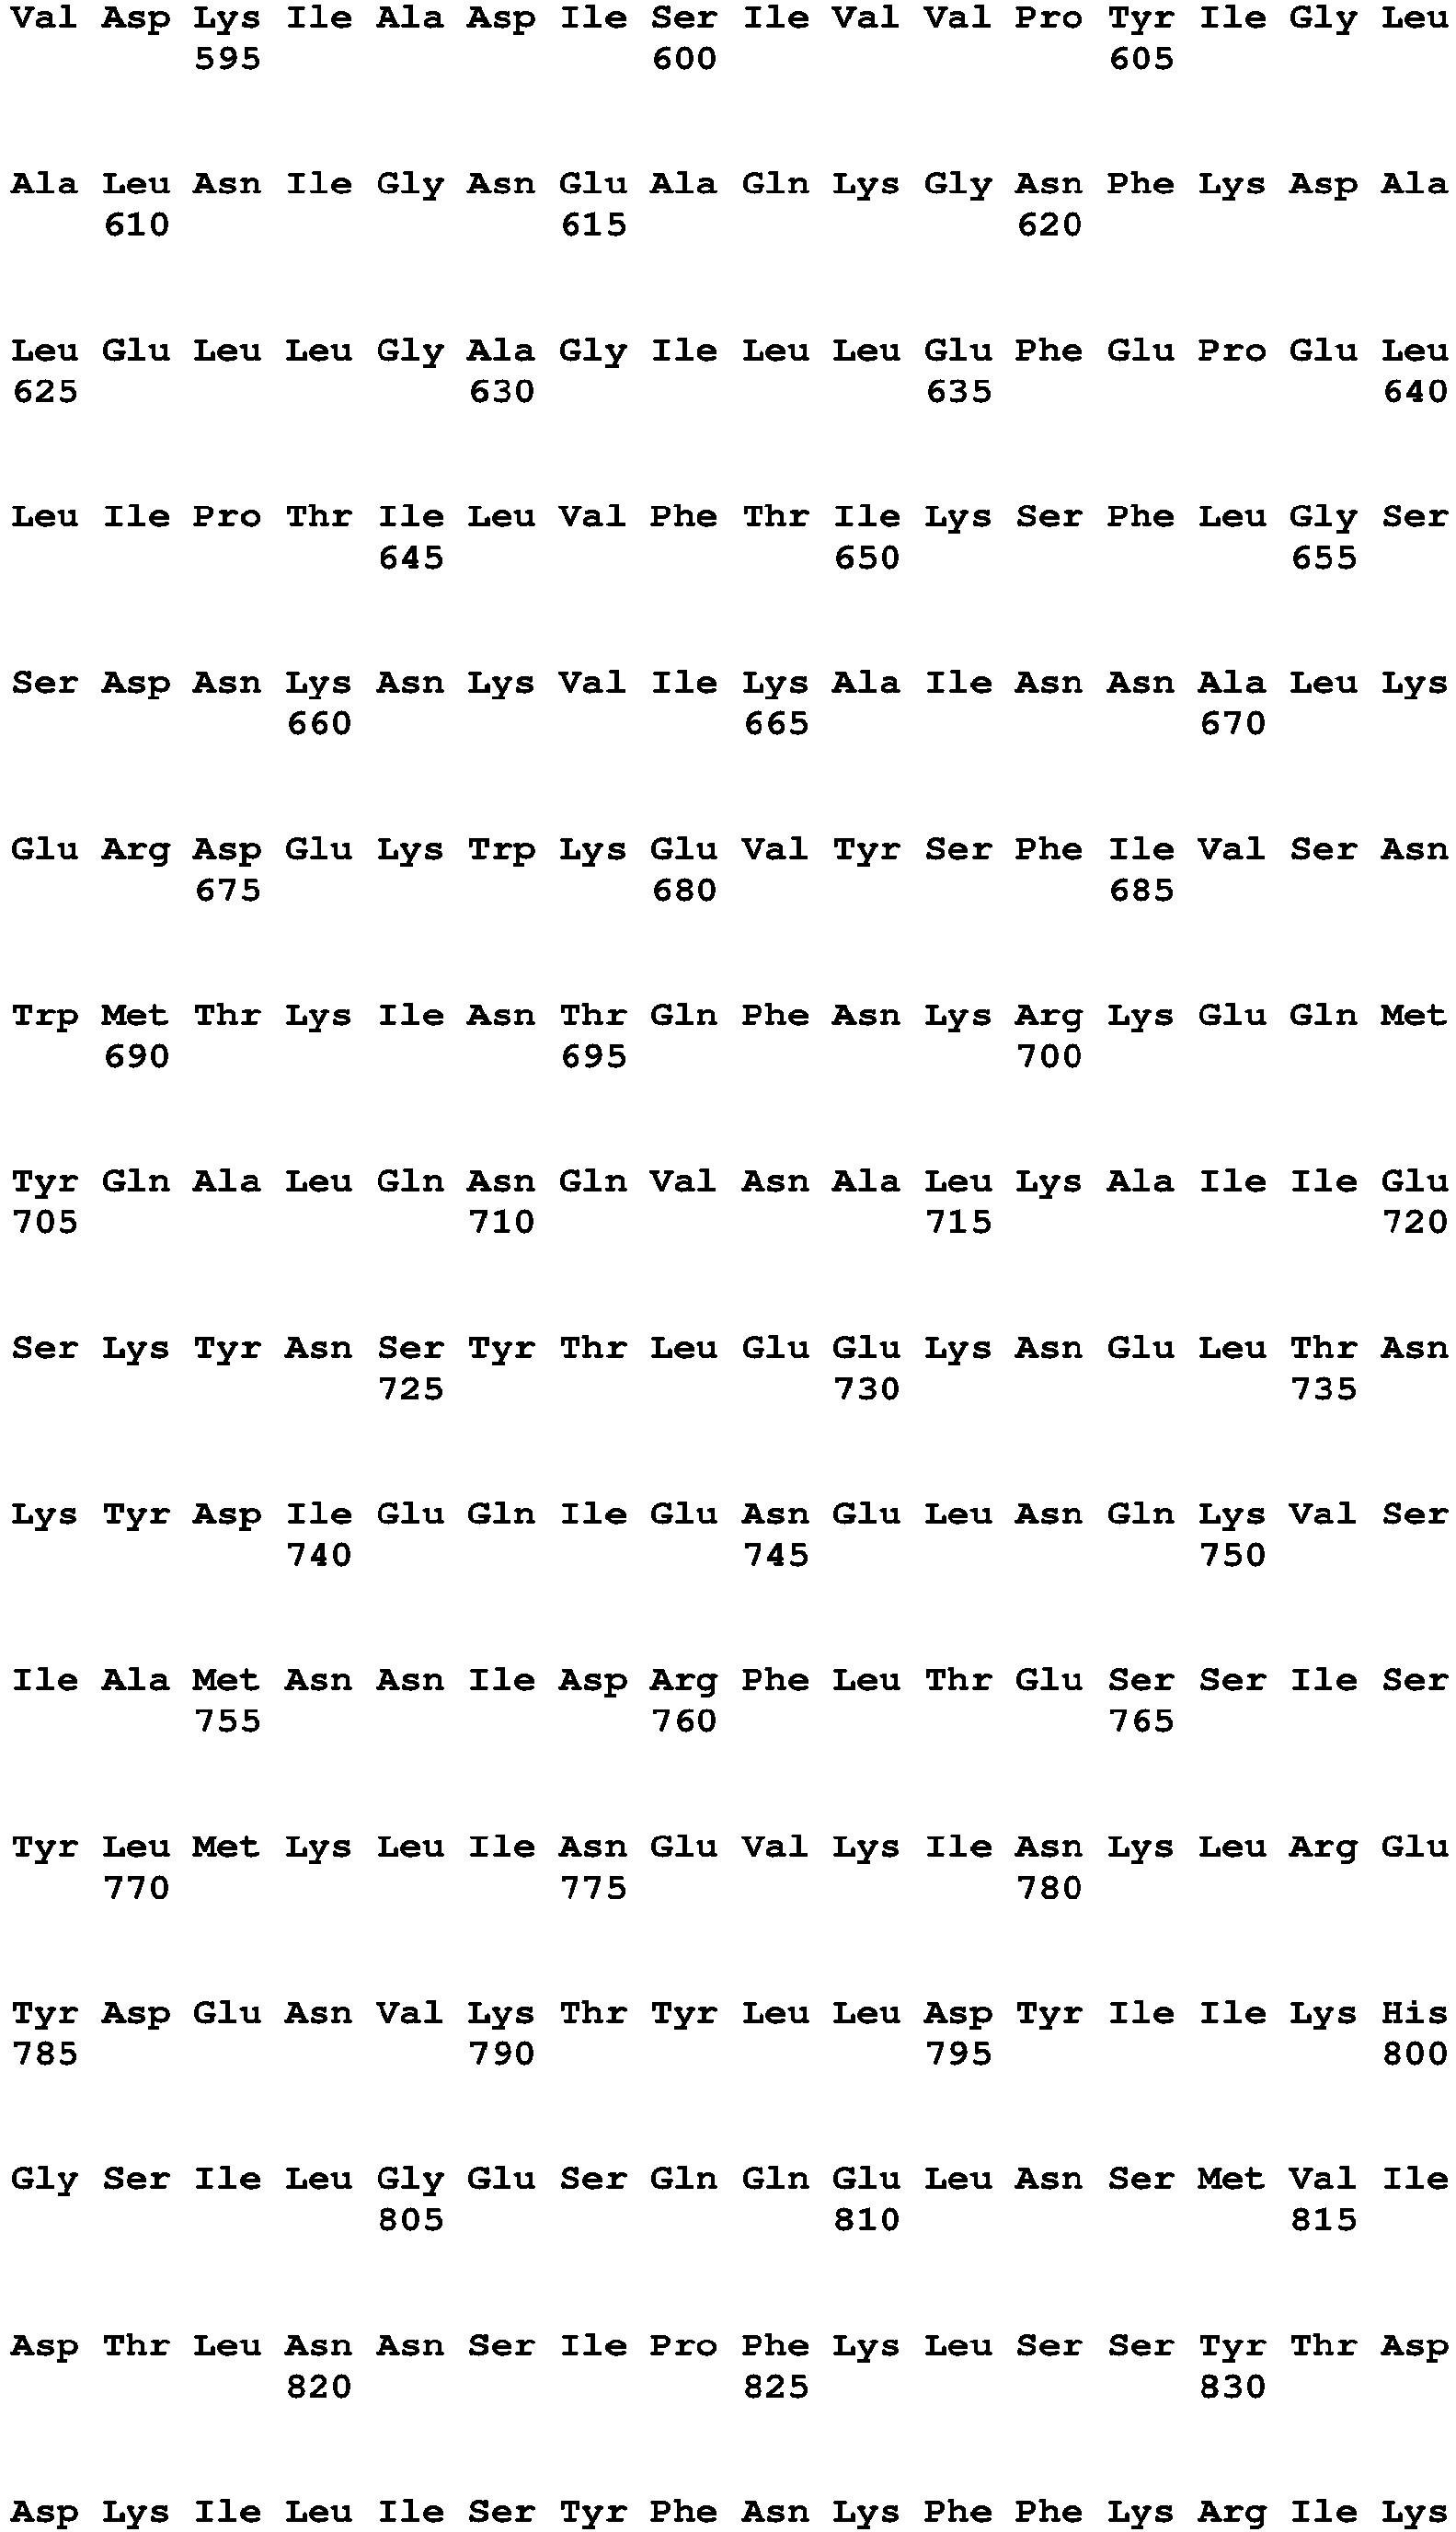 Val Asp Lys Ile Ala Asp Ile Ser Ile Val Val Pro Tyr Ile Gly Leu
595 600 605
Ala Leu Asn Ile Gly Asn Glu Ala Gln Lys Gly Asn Phe Lys Asp Ala
610 615 620
Leu Glu Leu Leu Gly Ala Gly Ile Leu Leu Glu Phe Glu Pro Glu Leu
625 630 635 640
Leu Ile Pro Thr Ile Leu Val Phe Thr Ile Lys Ser Phe Leu Gly Ser
645 650 655
Ser Asp Asn Lys Asn Lys Val Ile Lys Ala Ile Asn Asn Ala Leu Lys
660 665 670
Glu Arg Asp Glu Lys Trp Lys Glu Val Tyr Ser Phe Ile Val Ser Asn
675 680 685
Trp Met Thr Lys Ile Asn Thr Gln Phe Asn Lys Arg Lys Glu Gln Met
690 695 700
Tyr Gln Ala Leu Gln Asn Gln Val Asn Ala Leu Lys Ala Ile Ile Glu
705 710 715 720
Ser Lys Tyr Asn Ser Tyr Thr Leu Glu Glu Lys Asn Glu Leu Thr Asn
725 730 735
Lys Tyr Asp Ile Glu Gln Ile Glu Asn Glu Leu Asn Gln Lys Val Ser
740 745 750
Ile Ala Met Asn Asn Ile Asp Arg Phe Leu Thr Glu Ser Ser Ile Ser
755 760 765
Tyr Leu Met Lys Leu Ile Asn Glu Val Lys Ile Asn Lys Leu Arg Glu
770 775 780
Tyr Asp Glu Asn Val Lys Thr Tyr Leu Leu Asp Tyr Ile Ile Lys His
785 790 795 800
Gly Ser Ile Leu Gly Glu Ser Gln Gln Glu Leu Asn Ser Met Val Ile
805 810 815
Asp Thr Leu Asn Asn Ser Ile Pro Phe Lys Leu Ser Ser Tyr Thr Asp
820 825 830
Asp Lys Ile Leu Ile Ser Tyr Phe Asn Lys Phe Phe Lys Arg Ile Lys